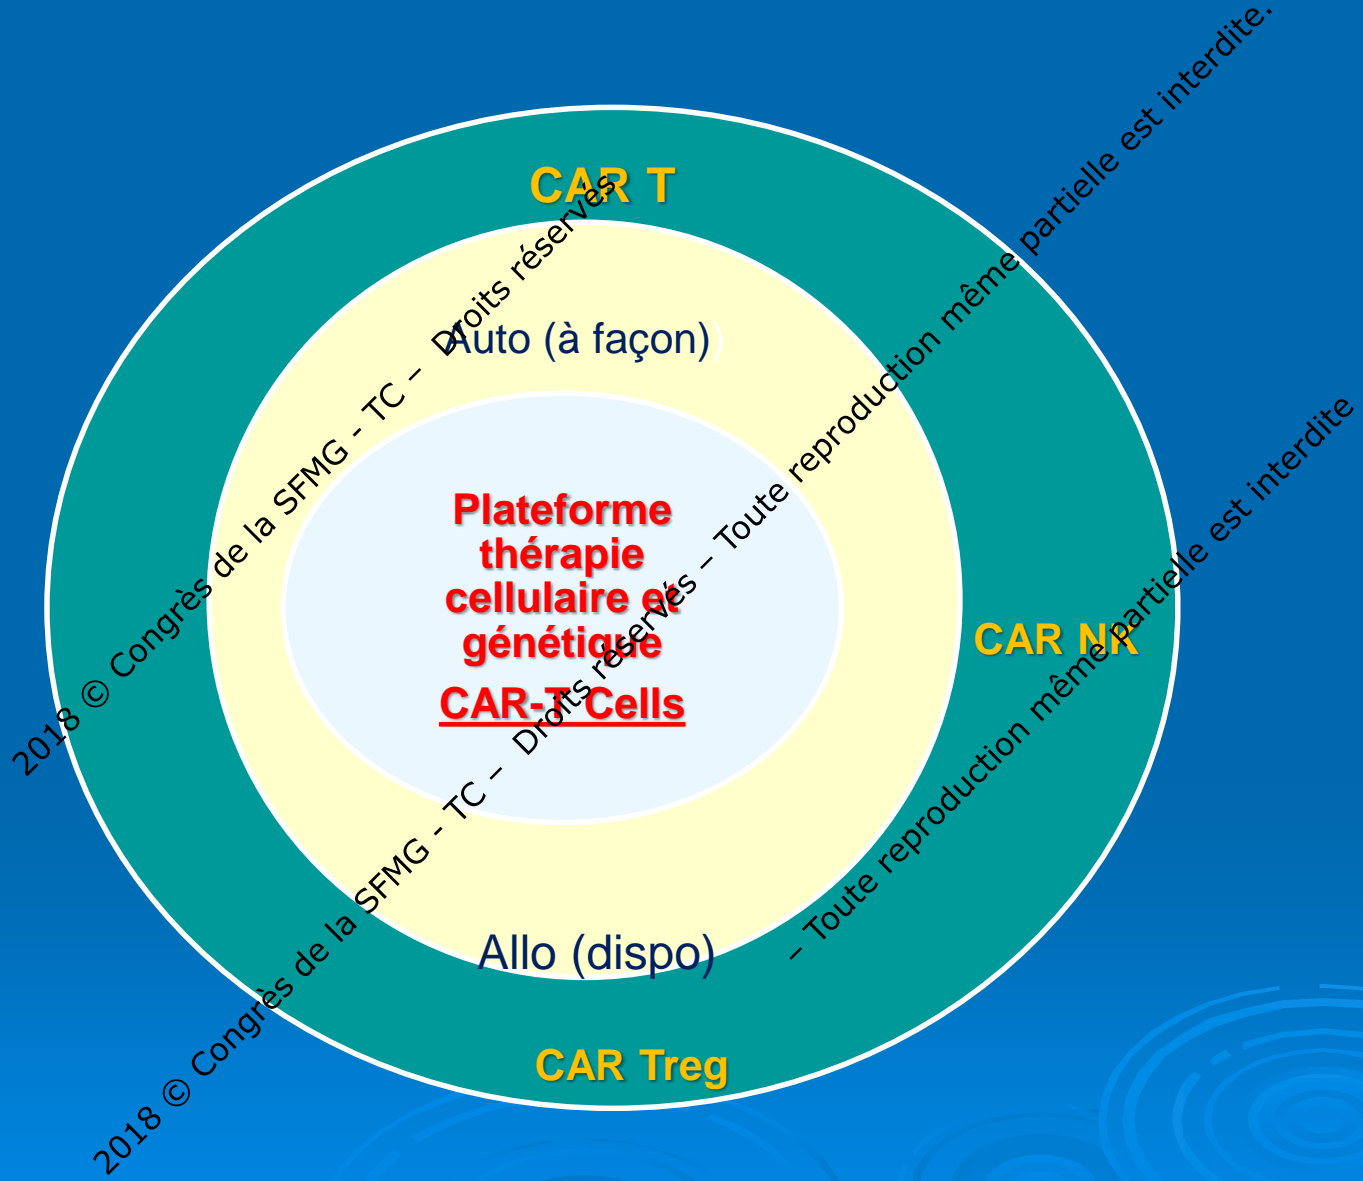 CAR T
Auto (à façon))
Plateforme
thérapie
cellulaire et
génétique
CAR-T Cells
CAR NK
Allo (dispo)
CAR Treg
2018 © Congrès de la SFMG - TC – Droits réservés
2018 © Congrès de la SFMG - TC – Droits réservés – Toute reproduction même partielle est interdite.
– Toute reproduction même partielle est interdite